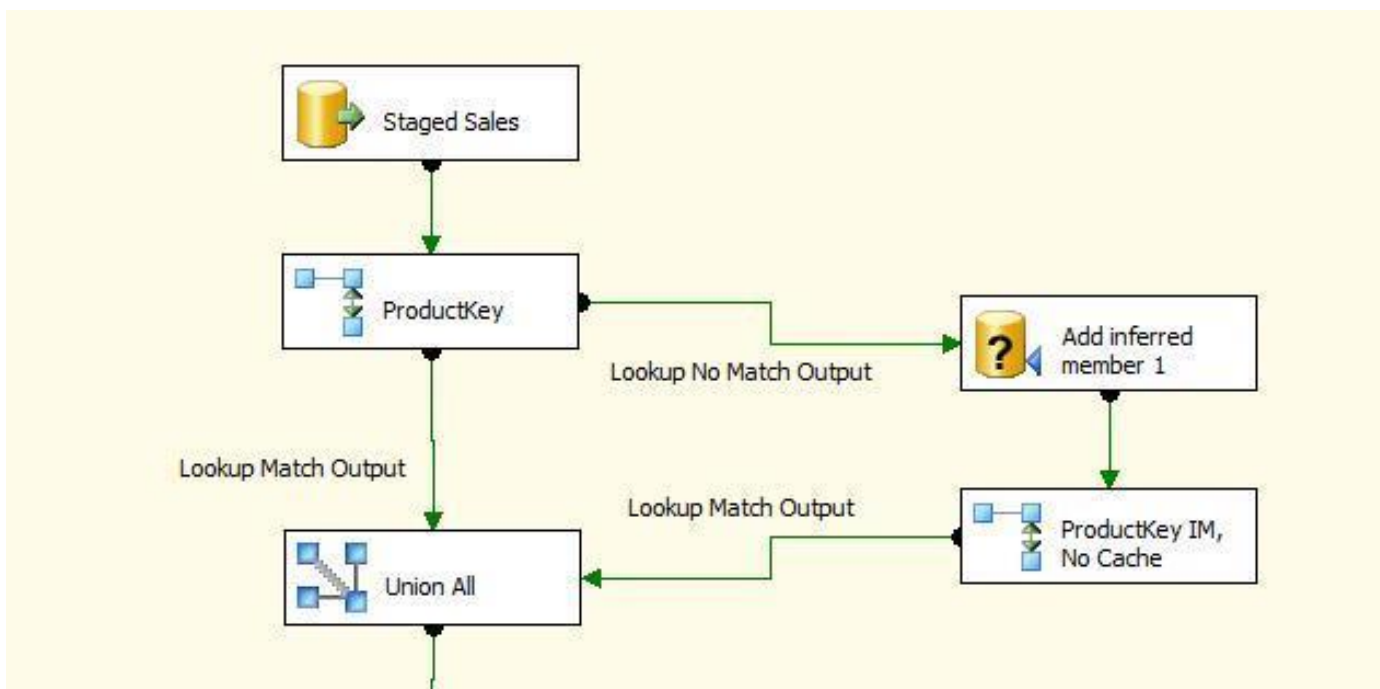 Staged Sales
ProductKey
Lookup No Match Output
Add inferred
member 1
Lookup Match Output
Lookup Match Output
ProductKey IM,
No Cache
Union All